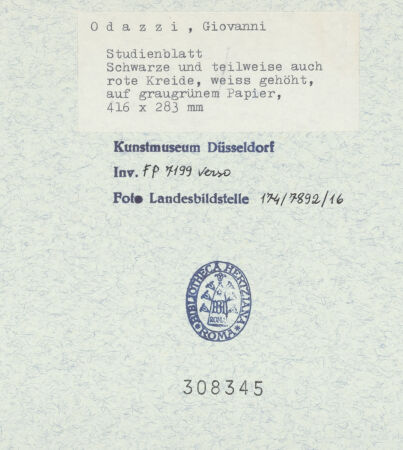 O d a z z i , Giovanni
Studienblatt
Schwarze und teilweise auch
rote Kreide, weiss gehöht,
auf graugrünem Papier,
416 x 283 mm
Kunstmuseum Düsseldorf
Inv. FP 7199 verso
Foto Landesbildstelle 174/7892/16
BIBLIOTHECA HERTZIANA
ROMA
308345